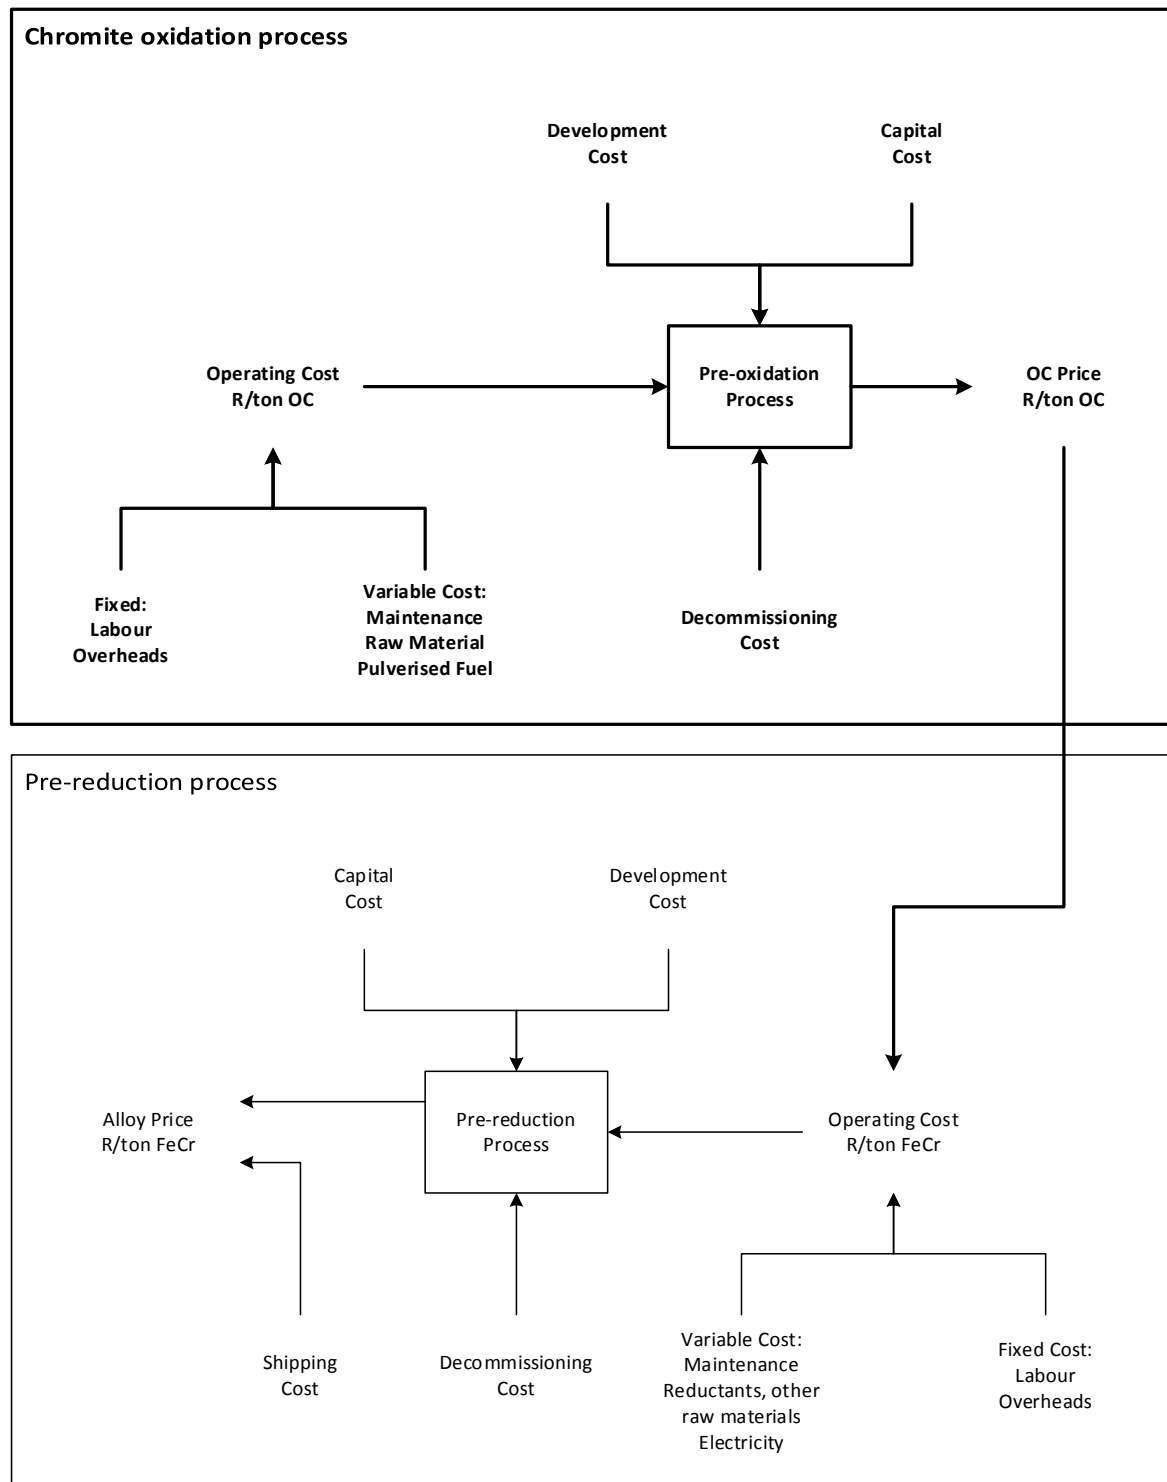 Chromite oxidation process
Development
Cost
Capital
Cost
Operating Cost
R/ton OC
Pre-oxidation
Process
OC Price
R/ton OC
Fixed:
Labour
Overheads
Variable Cost:
Maintenance
Raw Material
Pulverised Fuel
Decommissioning
Cost
Pre-reduction process
Capital
Cost
Development
Cost
Alloy Price
R/ton FeCr
Pre-reduction
Process
Operating Cost
R/ton FeCr
Shipping
Cost
Decommissioning
Cost
Variable Cost:
Maintenance
Reductants, other
raw materials
Electricity
Fixed Cost:
Labour
Overheads